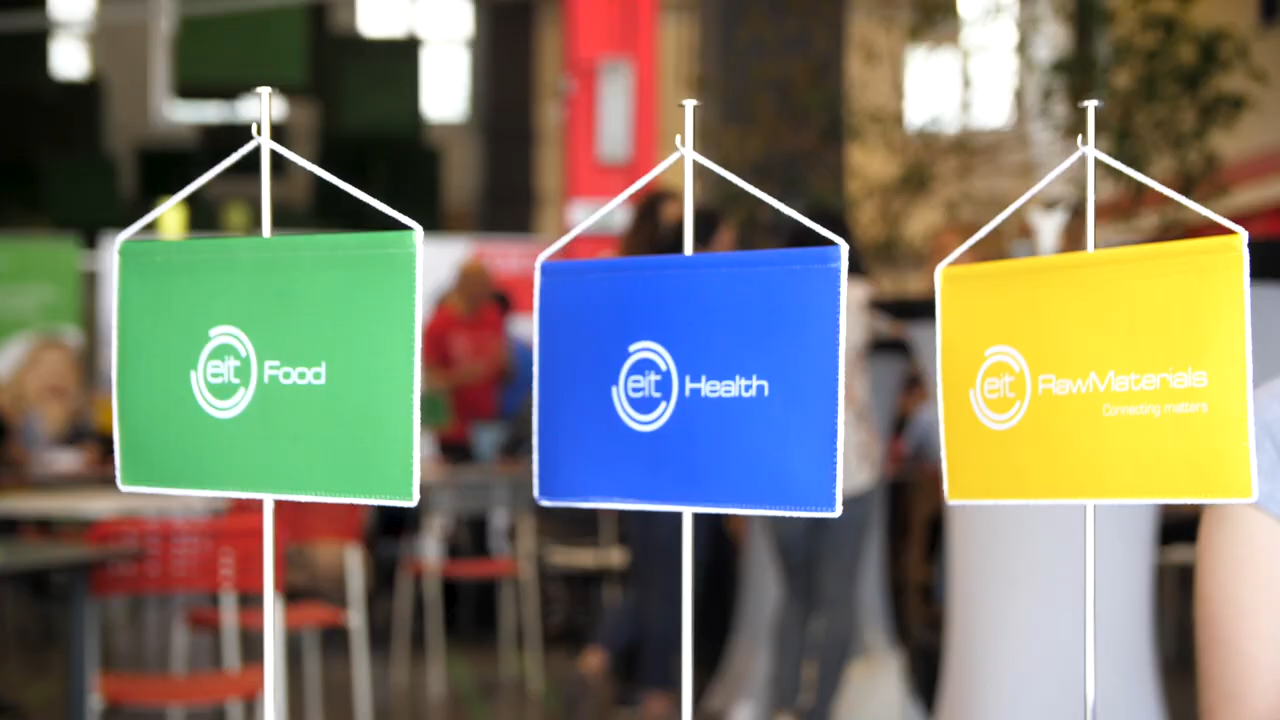 eit Food
eit Health
eit RawMaterials
Connecting matters